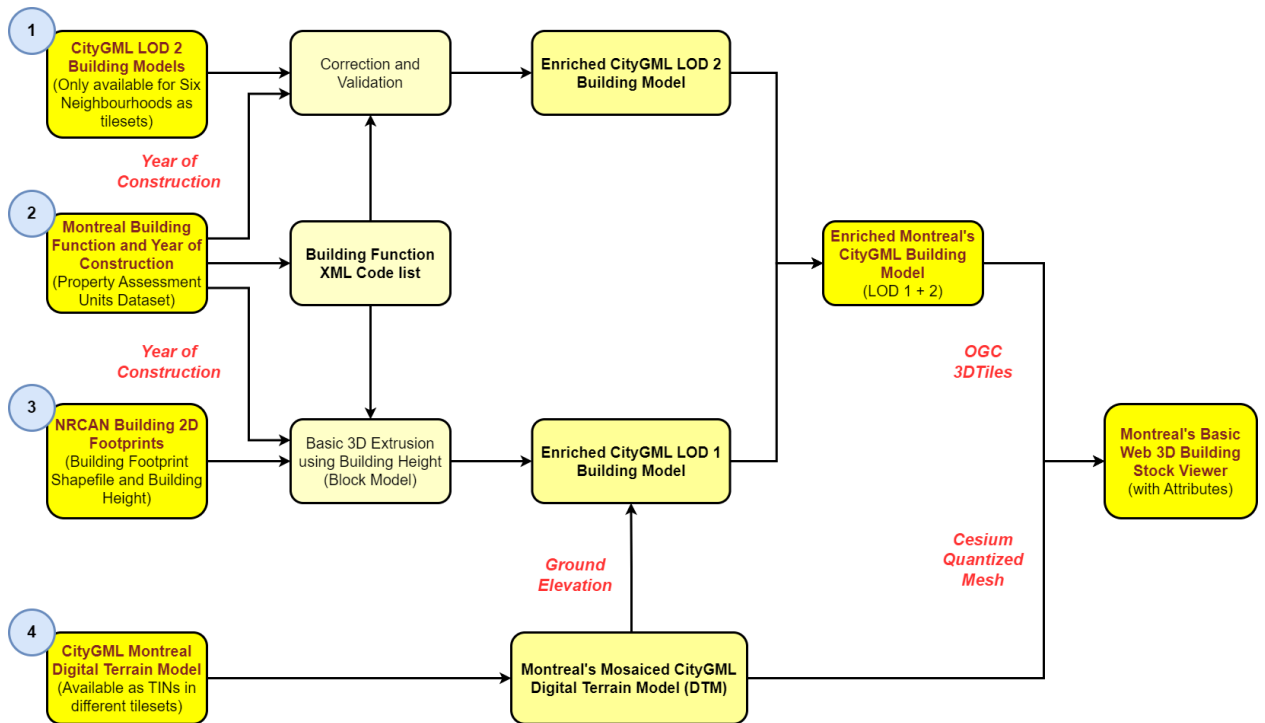 1
CityGML LOD 2
Building Models
(Only available for Six
Neighbourhoods as
tilesets)
Correction and
Validation
Enriched CityGML LOD 2
Building Model
Year of
Construction
2
Montreal Building
Function and Year of
Construction
(Property Assessment
Units Dataset)
Building Function
XML Code list
Enriched Montreal's
CityGML Building
Model
(LOD 1 + 2)
Year of
Construction
OGC
3DTiles
3
NRCAN Building 2D
Footprints
(Building Footprint
Shapefile and Building
Height)
Basic 3D Extrusion
using Building Height
(Block Model)
Enriched CityGML LOD 1
Building Model
Montreal's Basic
Web 3D Building
Stock Viewer
(with Attributes)
Ground
Elevation
Cesium
Quantized
Mesh
4
CityGML Montreal
Digital Terrain Model
(Available as TINs in
different tilesets)
Montreal's Mosaiced CityGML
Digital Terrain Model (DTM)